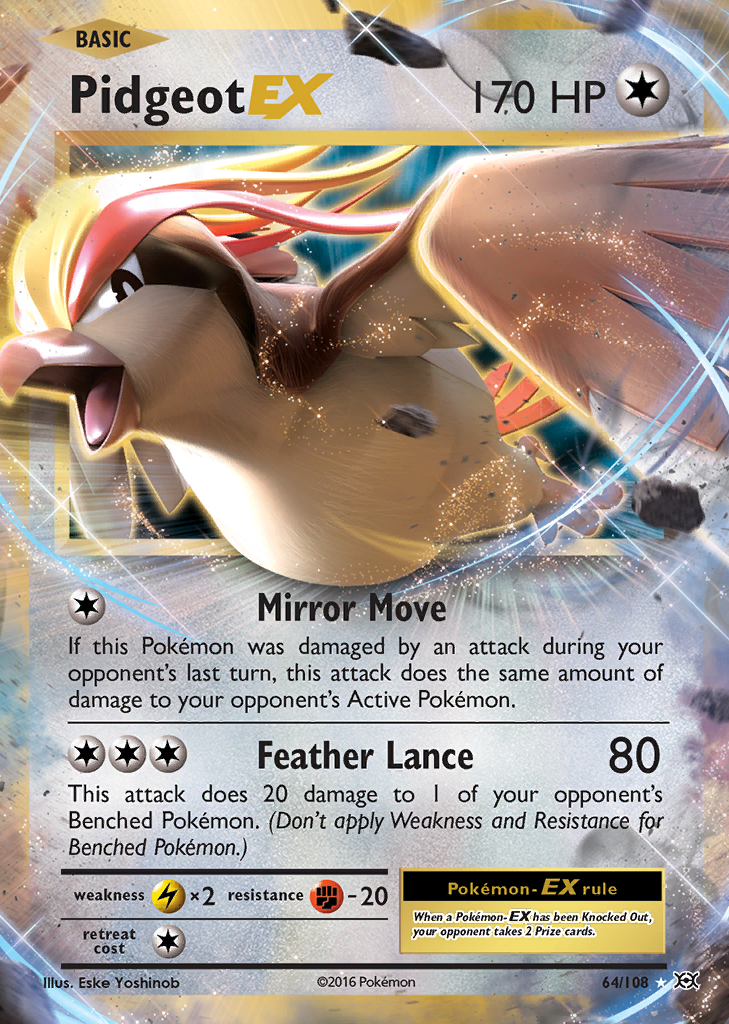 BASIC
PidgeotEX 170 HP
Mirror Move
If this Pokémon was damaged by an attack during your
opponent's last turn, this attack does the same amount of
damage to your opponent's Active Pokémon.
Feather Lance 80
This attack does 20 damage to 1 of your opponent's
Benched Pokémon. (Don't apply Weakness and Resistance for
Benched Pokémon.)
weakness ×2 resistance -20
Pokémon-EX rule
When a Pokémon-EX has been Knocked Out,
your opponent takes 2 Prize cards.
retreat
cost
Illus. Eske Yoshinob ©2016 Pokémon 64/108